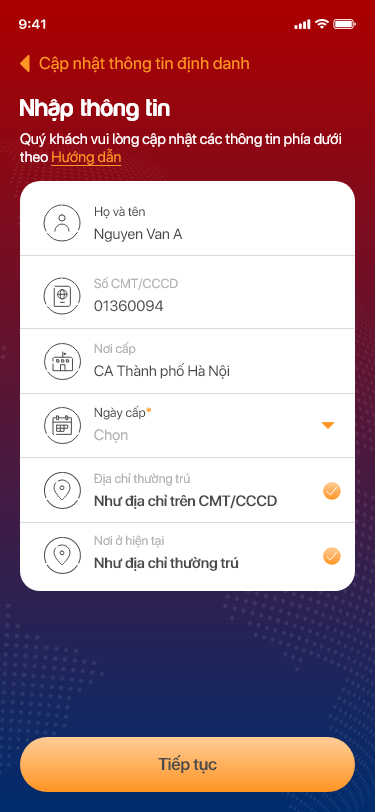 9:41
Cập nhật thông tin định danh
Nhập thông tin
Quý khách vui lòng cập nhật các thông tin phía dưới
theo Hướng dẫn
Họ và tên
Nguyen Van A
Số CMT/CCCD
01360094
Nơi cấp
CA Thành phố Hà Nội
Ngày cấp*
Chọn
Địa chỉ thường trú
Như địa chỉ trên CMT/CCCD
Nơi ở hiện tại
Như địa chỉ thường trú
Tiếp tục